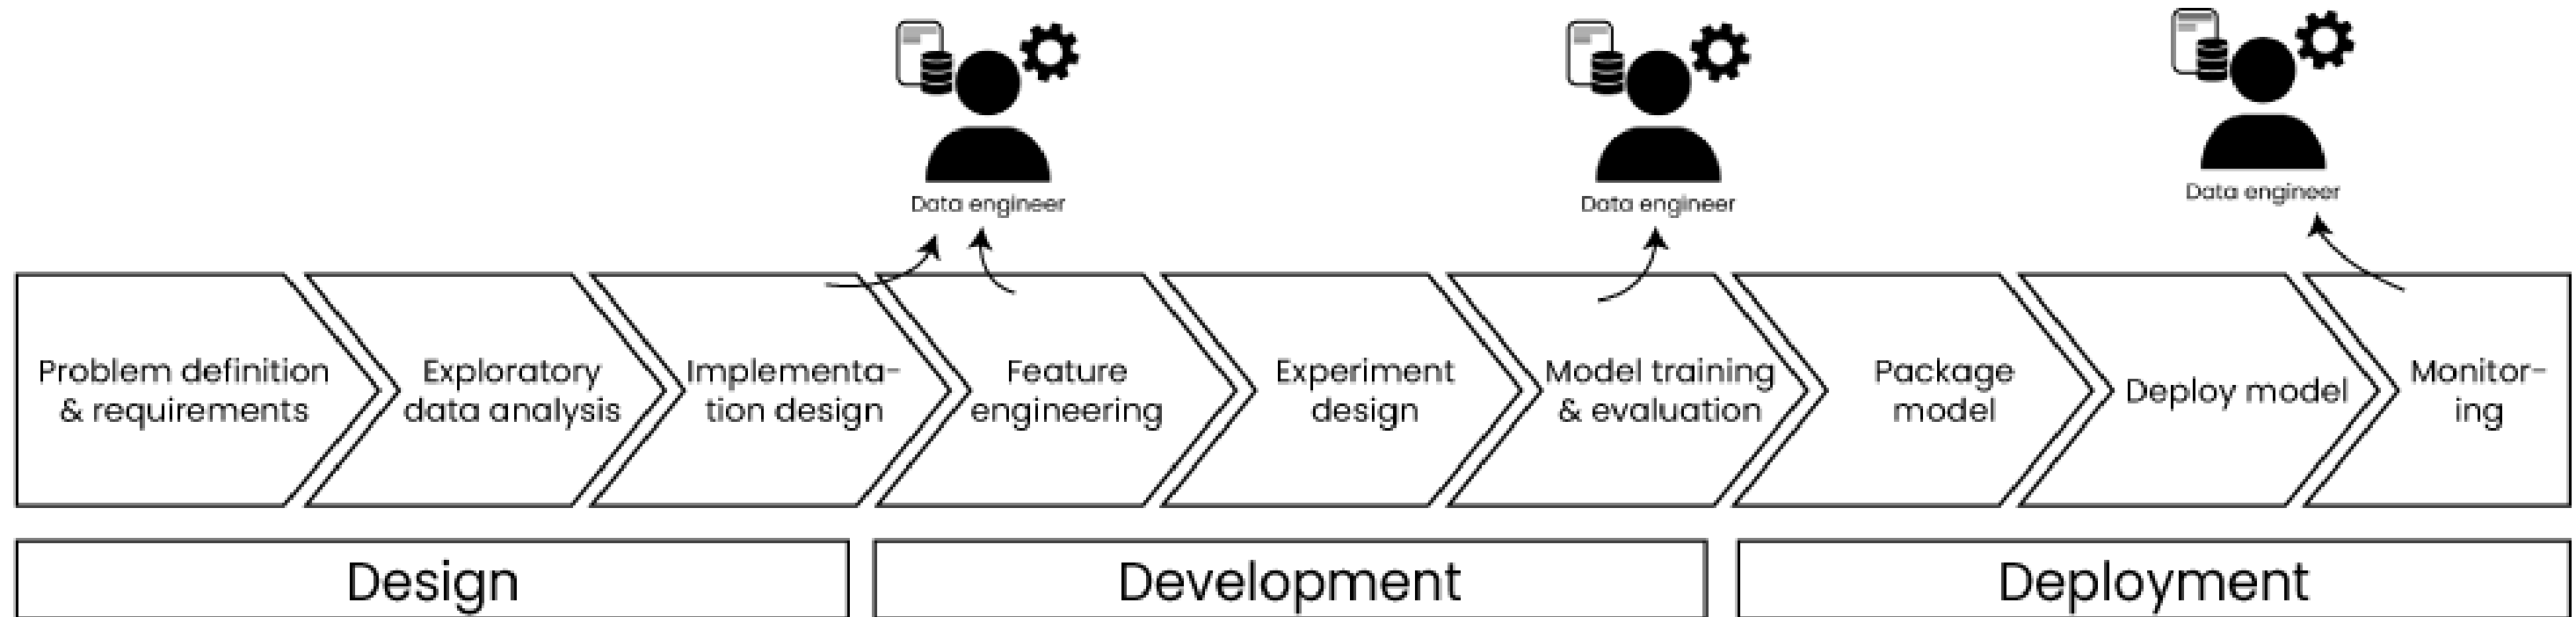 Data engineer
Data engineer
Data engineer
Problem definition
& requirements
Exploratory
data analysis
Implementa-
tion design
Feature
engineering
Experiment
design
Model training
& evaluation
Package
model
Deploy model
Monitor-
ing
Design
Development
Deployment